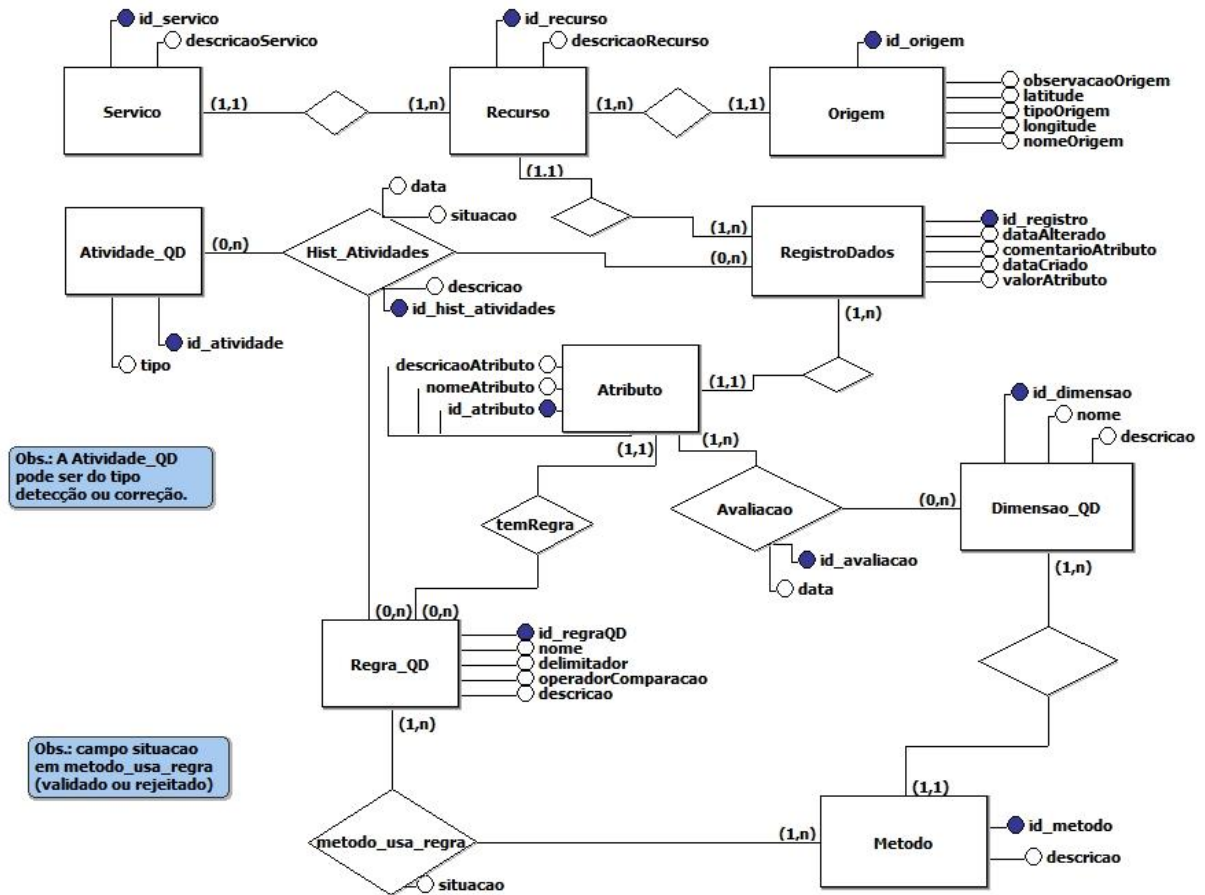 id_servico
descricaoServico
id_recurso
descricaoRecurso
id_origem
Servico
(1,1)
(1,n)
Recurso
(1,n)
(1,1)
Origem
observacaoOrigem
latitude
tipoOrigem
longitude
nomeOrigem
(1,1)
data
situacao
Atividade_QD
(0,n)
Hist_Atividades
(1,n)
(0,n)
RegistroDados
id_registro
dataAlterado
comentarioAtributo
dataCriado
valorAtributo
descricao
id_hist_atividades
id_atividade
tipo
(1,n)
descricaoAtributo
nomeAtributo
id_atributo
Atributo
(1,1)
(1,1)
(1,n)
id_dimensao
nome
descricao
Obs.: A Atividade_QD
pode ser do tipo
detecção ou correção.
temRegra
Avaliacao
(0,n)
Dimensao_QD
id_avaliacao
data
(1,n)
(0,n)
(0,n)
Regra_QD
id_regraQD
nome
delimitador
operadorComparacao
descricao
(1,n)
Obs.: campo situacao
em metodo_usa_regra
(validado ou rejeitado)
(1,1)
metodo_usa_regra
(1,n)
Metodo
id_metodo
descricao
situacao